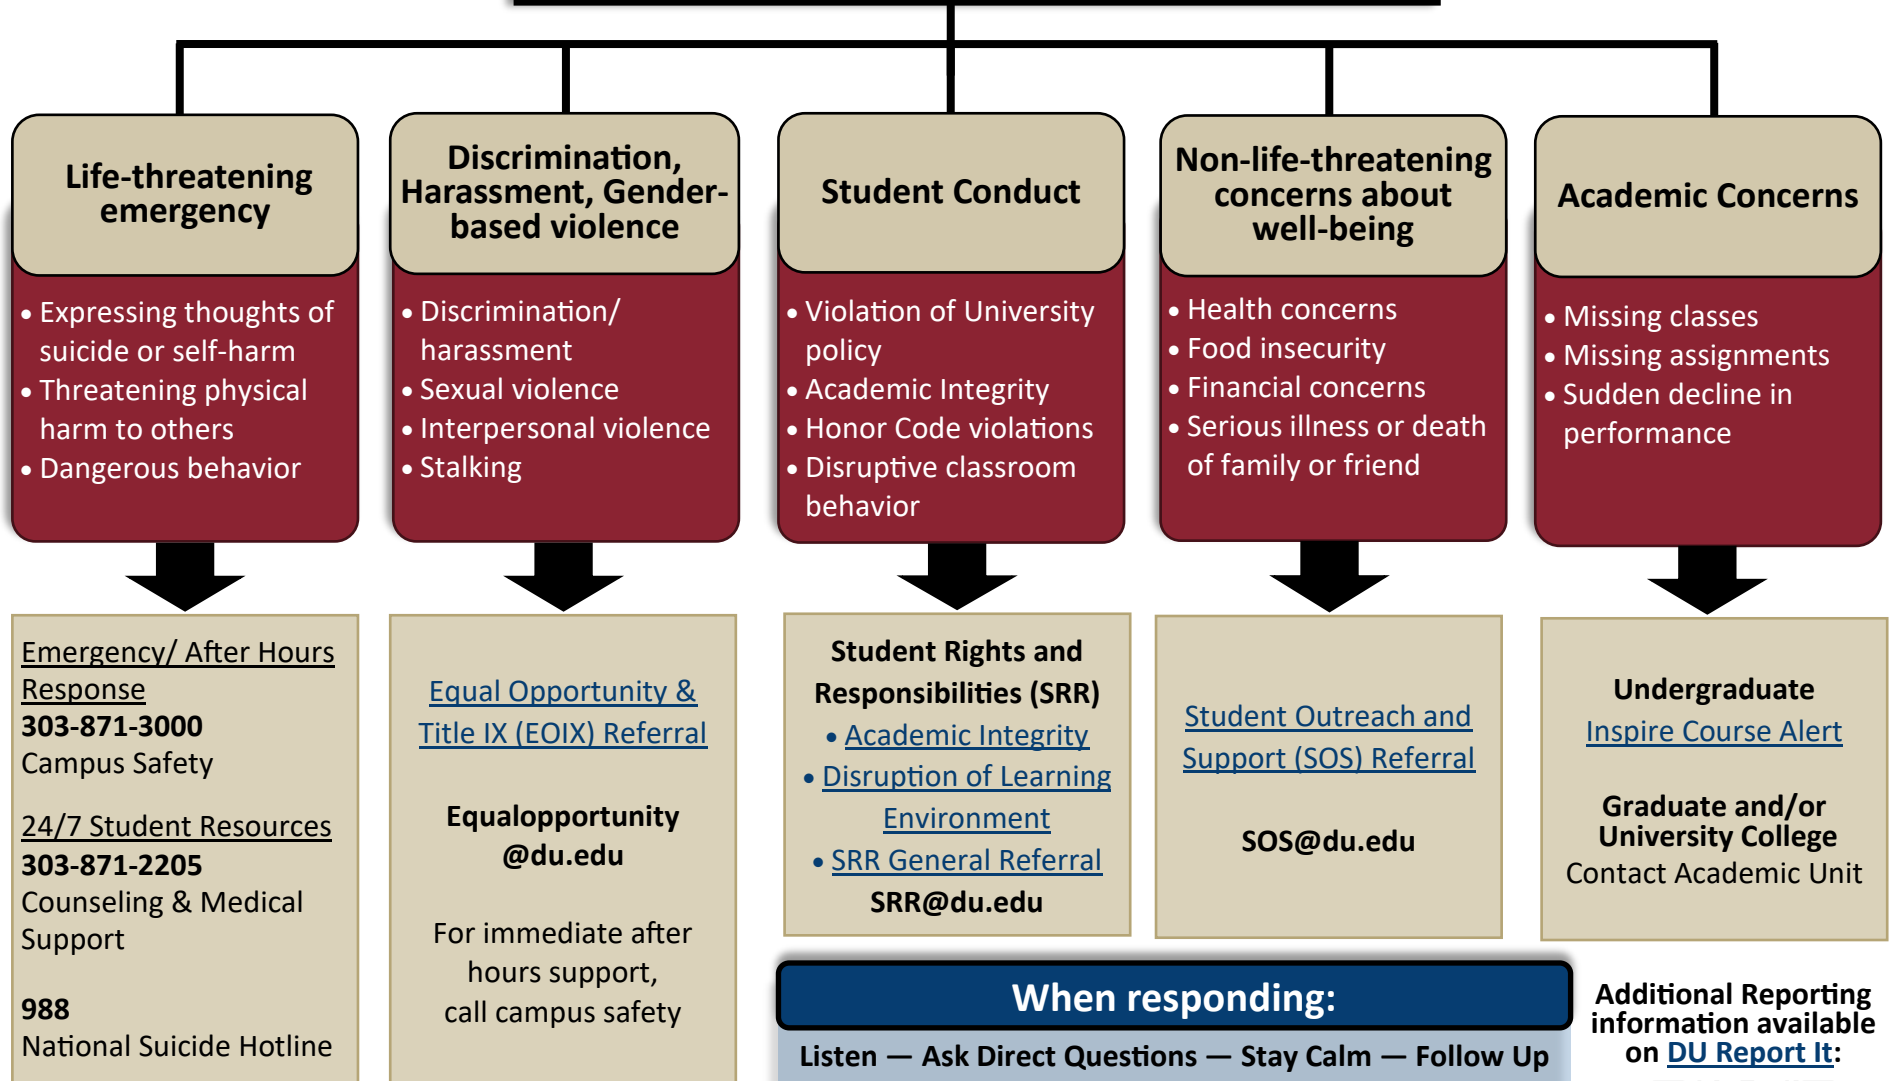 Life-threatening
emergency
• Expressing thoughts of
suicide or self-harm
• Threatening physical
harm to others
• Dangerous behavior
Emergency/ After Hours
Response
303-871-3000
Campus Safety
24/7 Student Resources
303-871-2205
Counseling & Medical
Support
988
National Suicide Hotline
Discrimination,
Harassment, Gender-
based violence
• Discrimination/
harassment
• Sexual violence
• Interpersonal violence
• Stalking
Equal Opportunity &
Title IX (EOIX) Referral
Equalopportunity
@du.edu
For immediate after
hours support,
call campus safety
Student Conduct
• Violation of University
policy
• Academic Integrity
• Honor Code violations
• Disruptive classroom
behavior
Student Rights and
Responsibilities (SRR)
• Academic Integrity
• Disruption of Learning
Environment
• SRR General Referral
SRR@du.edu
Non-life-threatening
concerns about
well-being
• Health concerns
• Food insecurity
• Financial concerns
• Serious illness or death
of family or friend
Student Outreach and
Support (SOS) Referral
SOS@du.edu
Academic Concerns
• Missing classes
• Missing assignments
• Sudden decline in
performance
Undergraduate
Inspire Course Alert
Graduate and/or
University College
Contact Academic Unit
When responding:
Listen — Ask Direct Questions — Stay Calm — Follow Up
Additional Reporting
information available
on DU Report It: